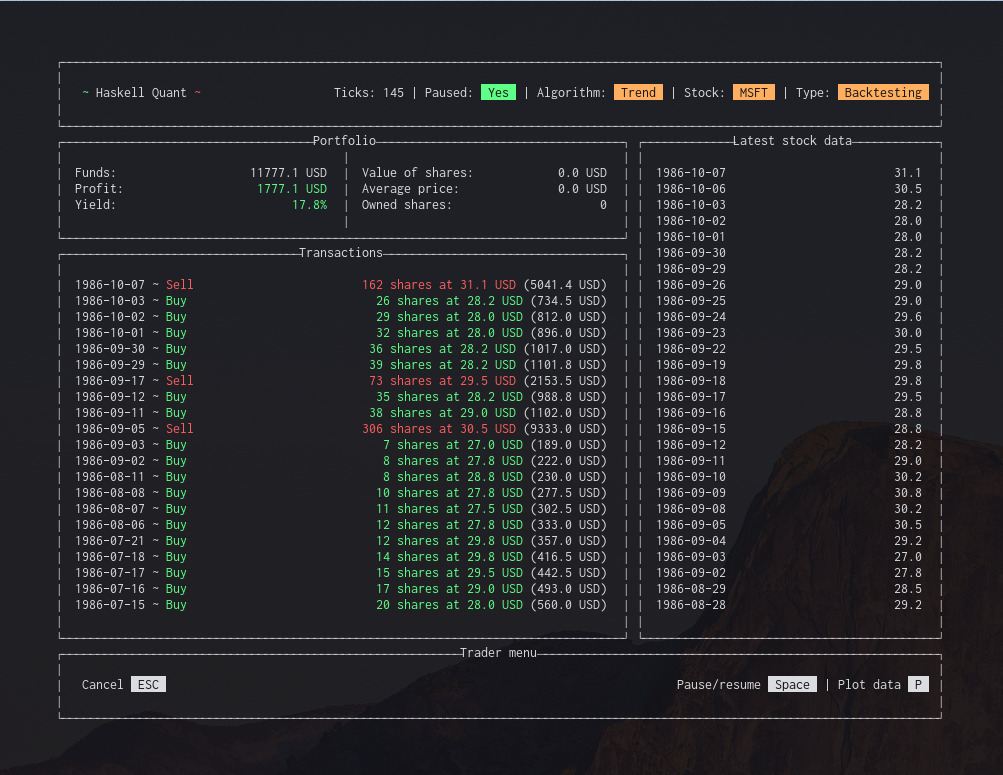 ~ Haskell Quant ~ Ticks: 145 | Paused: Yes | Algorithm: Trend | Stock: MSFT | Type: Backtesting
Portfolio
Funds: 11777.1 USD | Value of shares: 0.0 USD
Profit: 1777.1 USD | Average price: 0.0 USD
Yield: 17.8% | Owned shares: 0
Transactions
1986-10-07 ~ Sell 162 shares at 31.1 USD (5041.4 USD)
1986-10-03 ~ Buy 26 shares at 28.2 USD (734.5 USD)
1986-10-02 ~ Buy 29 shares at 28.0 USD (812.0 USD)
1986-10-01 ~ Buy 32 shares at 28.0 USD (896.0 USD)
1986-09-30 ~ Buy 36 shares at 28.2 USD (1017.0 USD)
1986-09-29 ~ Buy 39 shares at 28.2 USD (1101.8 USD)
1986-09-17 ~ Sell 73 shares at 29.5 USD (2153.5 USD)
1986-09-12 ~ Buy 35 shares at 28.2 USD (988.8 USD)
1986-09-11 ~ Buy 38 shares at 29.0 USD (1102.0 USD)
1986-09-05 ~ Sell 306 shares at 30.5 USD (9333.0 USD)
1986-09-03 ~ Buy 7 shares at 27.0 USD (189.0 USD)
1986-09-02 ~ Buy 8 shares at 27.8 USD (222.0 USD)
1986-08-11 ~ Buy 8 shares at 28.8 USD (230.0 USD)
1986-08-08 ~ Buy 10 shares at 27.8 USD (277.5 USD)
1986-08-07 ~ Buy 11 shares at 27.5 USD (302.5 USD)
1986-08-06 ~ Buy 12 shares at 27.8 USD (333.0 USD)
1986-07-21 ~ Buy 12 shares at 29.8 USD (357.0 USD)
1986-07-18 ~ Buy 14 shares at 29.8 USD (416.5 USD)
1986-07-17 ~ Buy 15 shares at 29.5 USD (442.5 USD)
1986-07-16 ~ Buy 17 shares at 29.0 USD (493.0 USD)
1986-07-15 ~ Buy 20 shares at 28.0 USD (560.0 USD)
Latest stock data
1986-10-07 31.1
1986-10-06 30.5
1986-10-03 28.2
1986-10-02 28.0
1986-10-01 28.0
1986-09-30 28.2
1986-09-29 28.2
1986-09-26 29.0
1986-09-25 29.0
1986-09-24 29.6
1986-09-23 30.0
1986-09-22 29.5
1986-09-19 29.8
1986-09-18 29.8
1986-09-17 29.5
1986-09-16 28.8
1986-09-15 28.8
1986-09-12 28.2
1986-09-11 29.0
1986-09-10 30.2
1986-09-09 30.8
1986-09-08 30.2
1986-09-05 30.5
1986-09-04 29.2
1986-09-03 27.0
1986-09-02 27.8
1986-08-29 28.5
1986-08-28 29.2
Trader menu
Cancel ESC Pause/resume Space | Plot data P